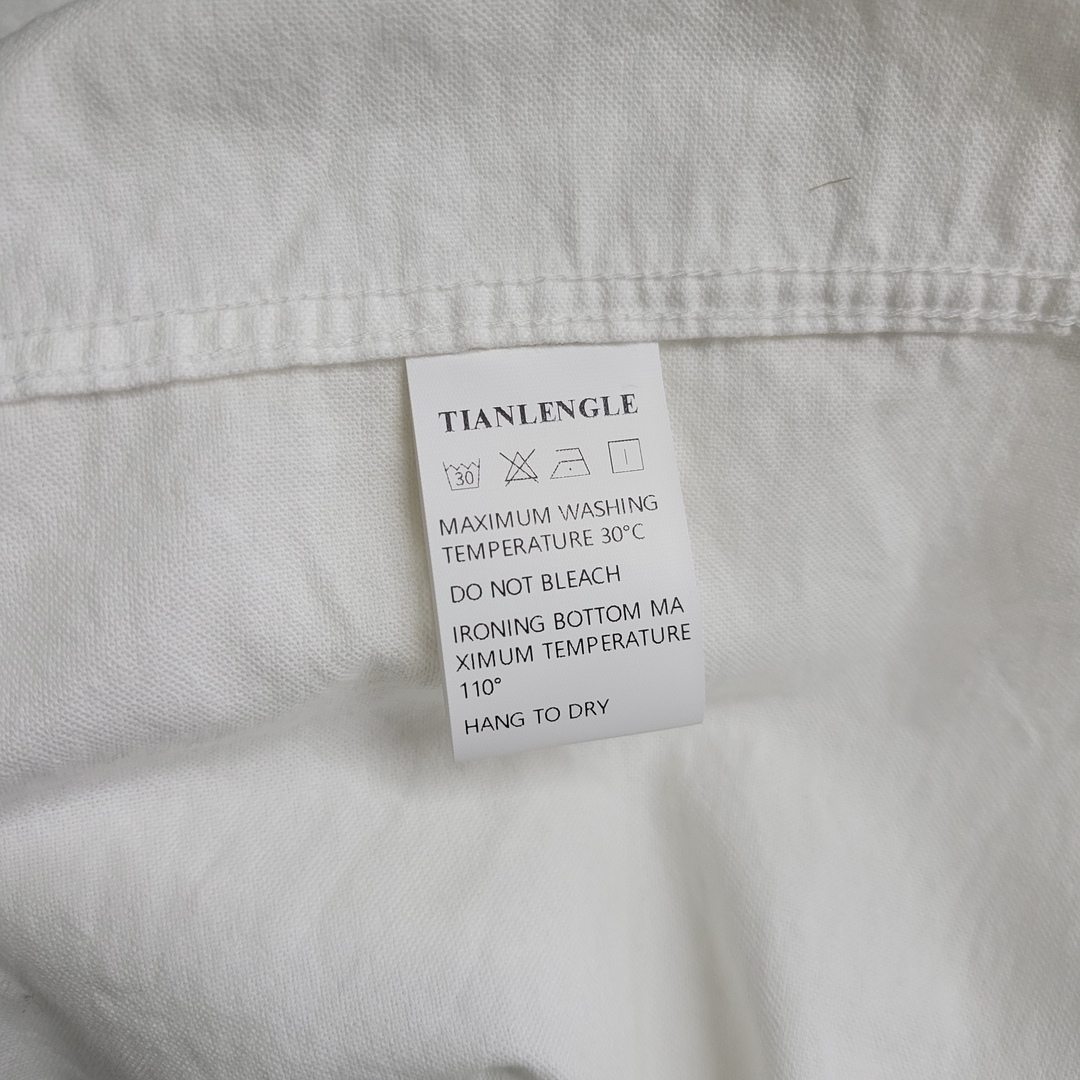 TIANLENGLE
30
MAXIMUM WASHING
TEMPERATURE 30°C
DO NOT BLEACH
IRONING BOTTOM MA
XIMUM TEMPERATURE
110°
HANG TO DRY